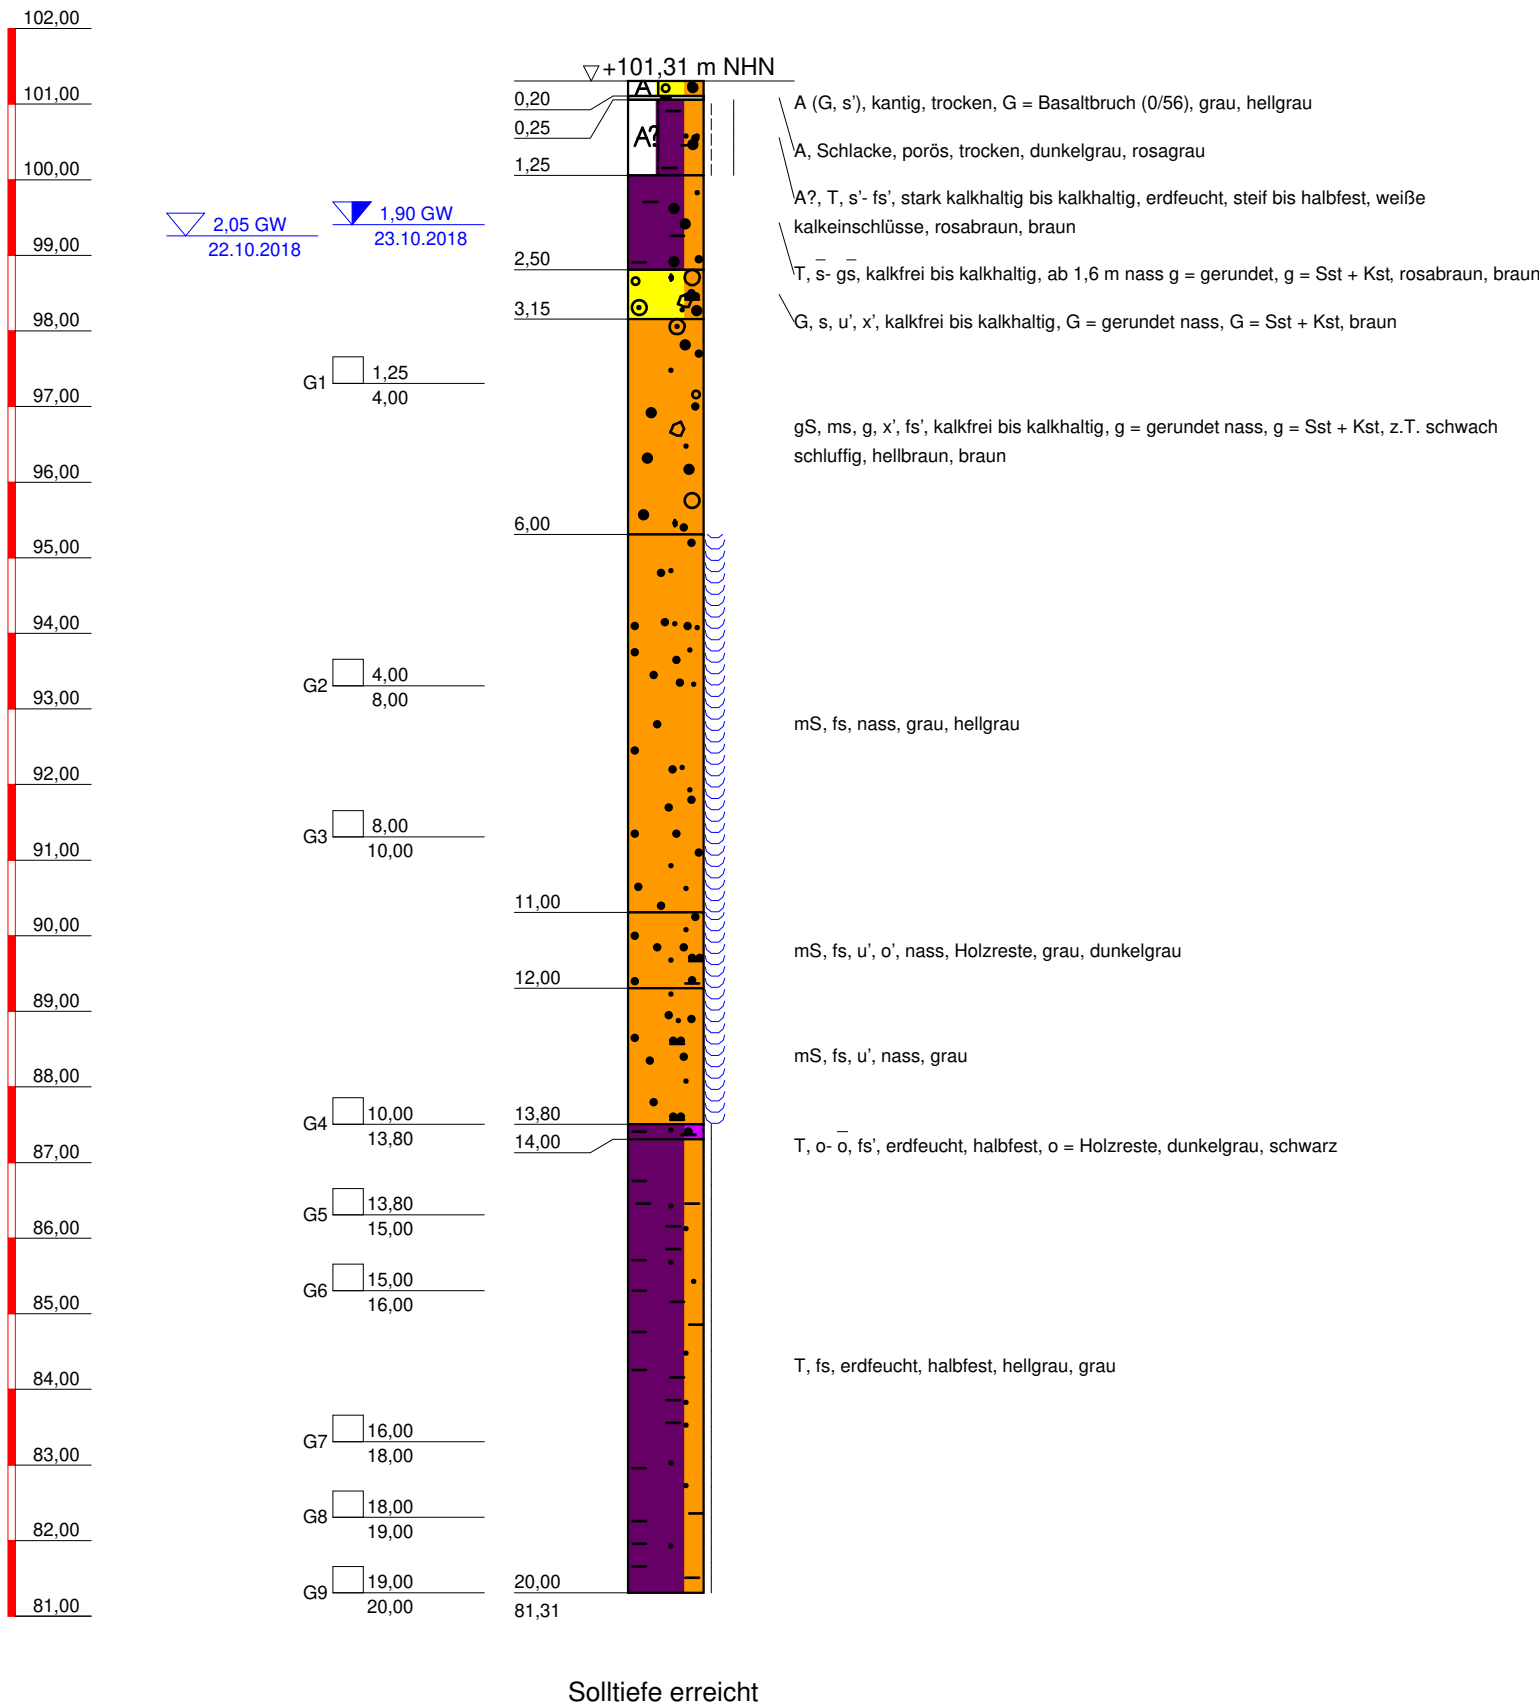 102,00
101,00
100,00
99,00
98,00
97,00
96,00
95,00
94,00
93,00
92,00
91,00
90,00
89,00
88,00
87,00
86,00
85,00
84,00
83,00
82,00
81,00
2,05 GW
22.10.2018
1,90 GW
23.10.2018
G1
1,25
4,00
G2
4,00
8,00
G3
8,00
10,00
G4
10,00
13,80
G5
13,80
15,00
G6
15,00
16,00
G7
16,00
18,00
G8
18,00
19,00
G9
19,00
20,00
+101,31 m NHN
0,20
0,25
1,25
2,50
3,15
6,00
11,00
12,00
13,80
14,00
20,00
81,31
A
A?
A (G, s’), kantig, trocken, G = Basaltbruch (0/56), grau, hellgrau
A, Schlacke, porös, trocken, dunkelgrau, rosagrau
A?, T, s’- fs’, stark kalkhaltig bis kalkhaltig, erdfeucht, steif bis halbfest, weiße
kalkeinschlüsse, rosabraun, braun
T, s̅- gs̅, kalkfrei bis kalkhaltig, ab 1,6 m nass g = gerundet, g = Sst + Kst, rosabraun, braun
G, s, u’, x’, kalkfrei bis kalkhaltig, G = gerundet nass, G = Sst + Kst, braun
gS, ms, g, x’, fs’, kalkfrei bis kalkhaltig, g = gerundet nass, g = Sst + Kst, z.T. schwach
schluffig, hellbraun, braun
mS, fs, nass, grau, hellgrau
mS, fs, u’, o’, nass, Holzreste, grau, dunkelgrau
mS, fs, u’, nass, grau
T, o- o̅, fs’, erdfeucht, halbfest, o = Holzreste, dunkelgrau, schwarz
T, fs, erdfeucht, halbfest, hellgrau, grau
Solltiefe erreicht